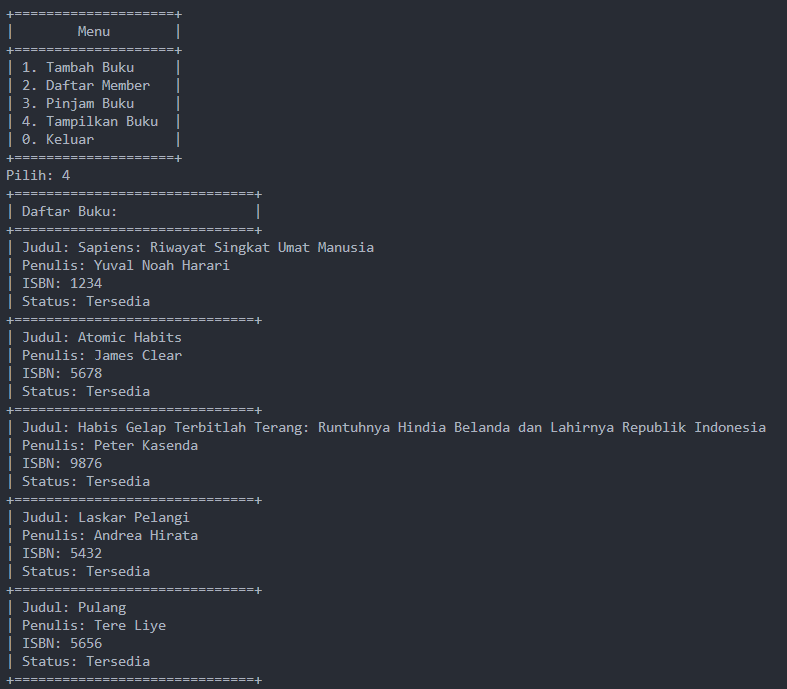 +====================+
|        Menu        |
+====================+
| 1. Tambah Buku     |
| 2. Daftar Member   |
| 3. Pinjam Buku     |
| 4. Tampilkan Buku  |
| 0. Keluar          |
+====================+
Pilih: 4
+==============================+
| Daftar Buku:                 |
+==============================+
| Judul: Sapiens: Riwayat Singkat Umat Manusia
| Penulis: Yuval Noah Harari
| ISBN: 1234
| Status: Tersedia
+==============================+
| Judul: Atomic Habits
| Penulis: James Clear
| ISBN: 5678
| Status: Tersedia
+==============================+
| Judul: Habis Gelap Terbitlah Terang: Runtuhnya Hindia Belanda dan Lahirnya Republik Indonesia
| Penulis: Peter Kasenda
| ISBN: 9876
| Status: Tersedia
+==============================+
| Judul: Laskar Pelangi
| Penulis: Andrea Hirata
| ISBN: 5432
| Status: Tersedia
+==============================+
| Judul: Pulang
| Penulis: Tere Liye
| ISBN: 5656
| Status: Tersedia
+==============================+